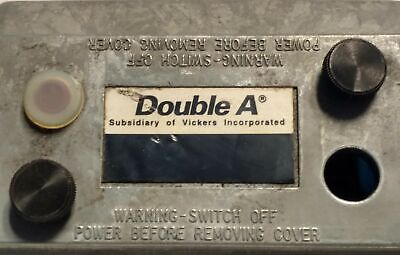 WARNING-SWITCH OFF
POWER BEFORE REMOVING COVER
Double A®
Subsidiary of Vickers Incorporated
WARNING-SWITCH OFF
POWER BEFORE REMOVING COVER